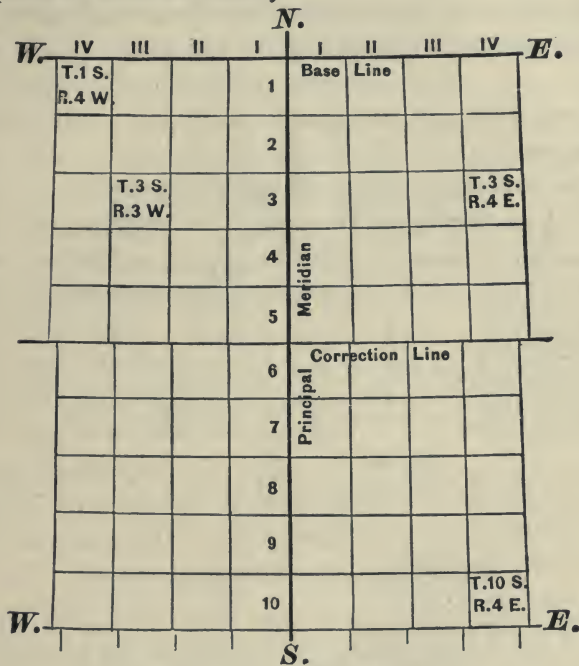 N.
W. IV III II I I II III IV E.
T.1 S.
R.4 W.
1
Base Line
2
T.3 S.
R.3 W.
3
T.3 S.
R.4 E.
4
Meridian
5
Correction Line
6
Principal
7
8
9
T.10 S.
R.4 E.
10
W. E.
S.